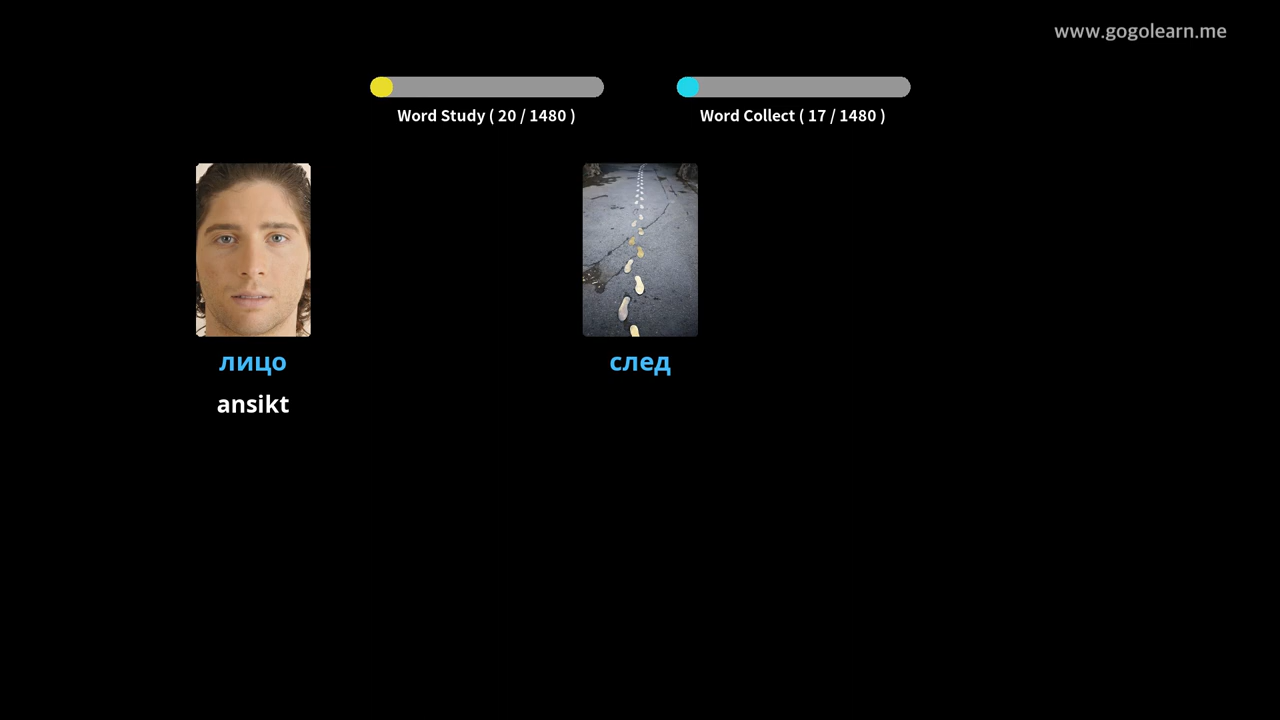 www.gogolearn.me
Word Study ( 20 / 1480 )
Word Collect ( 17 / 1480 )
лицо
след
ansikt